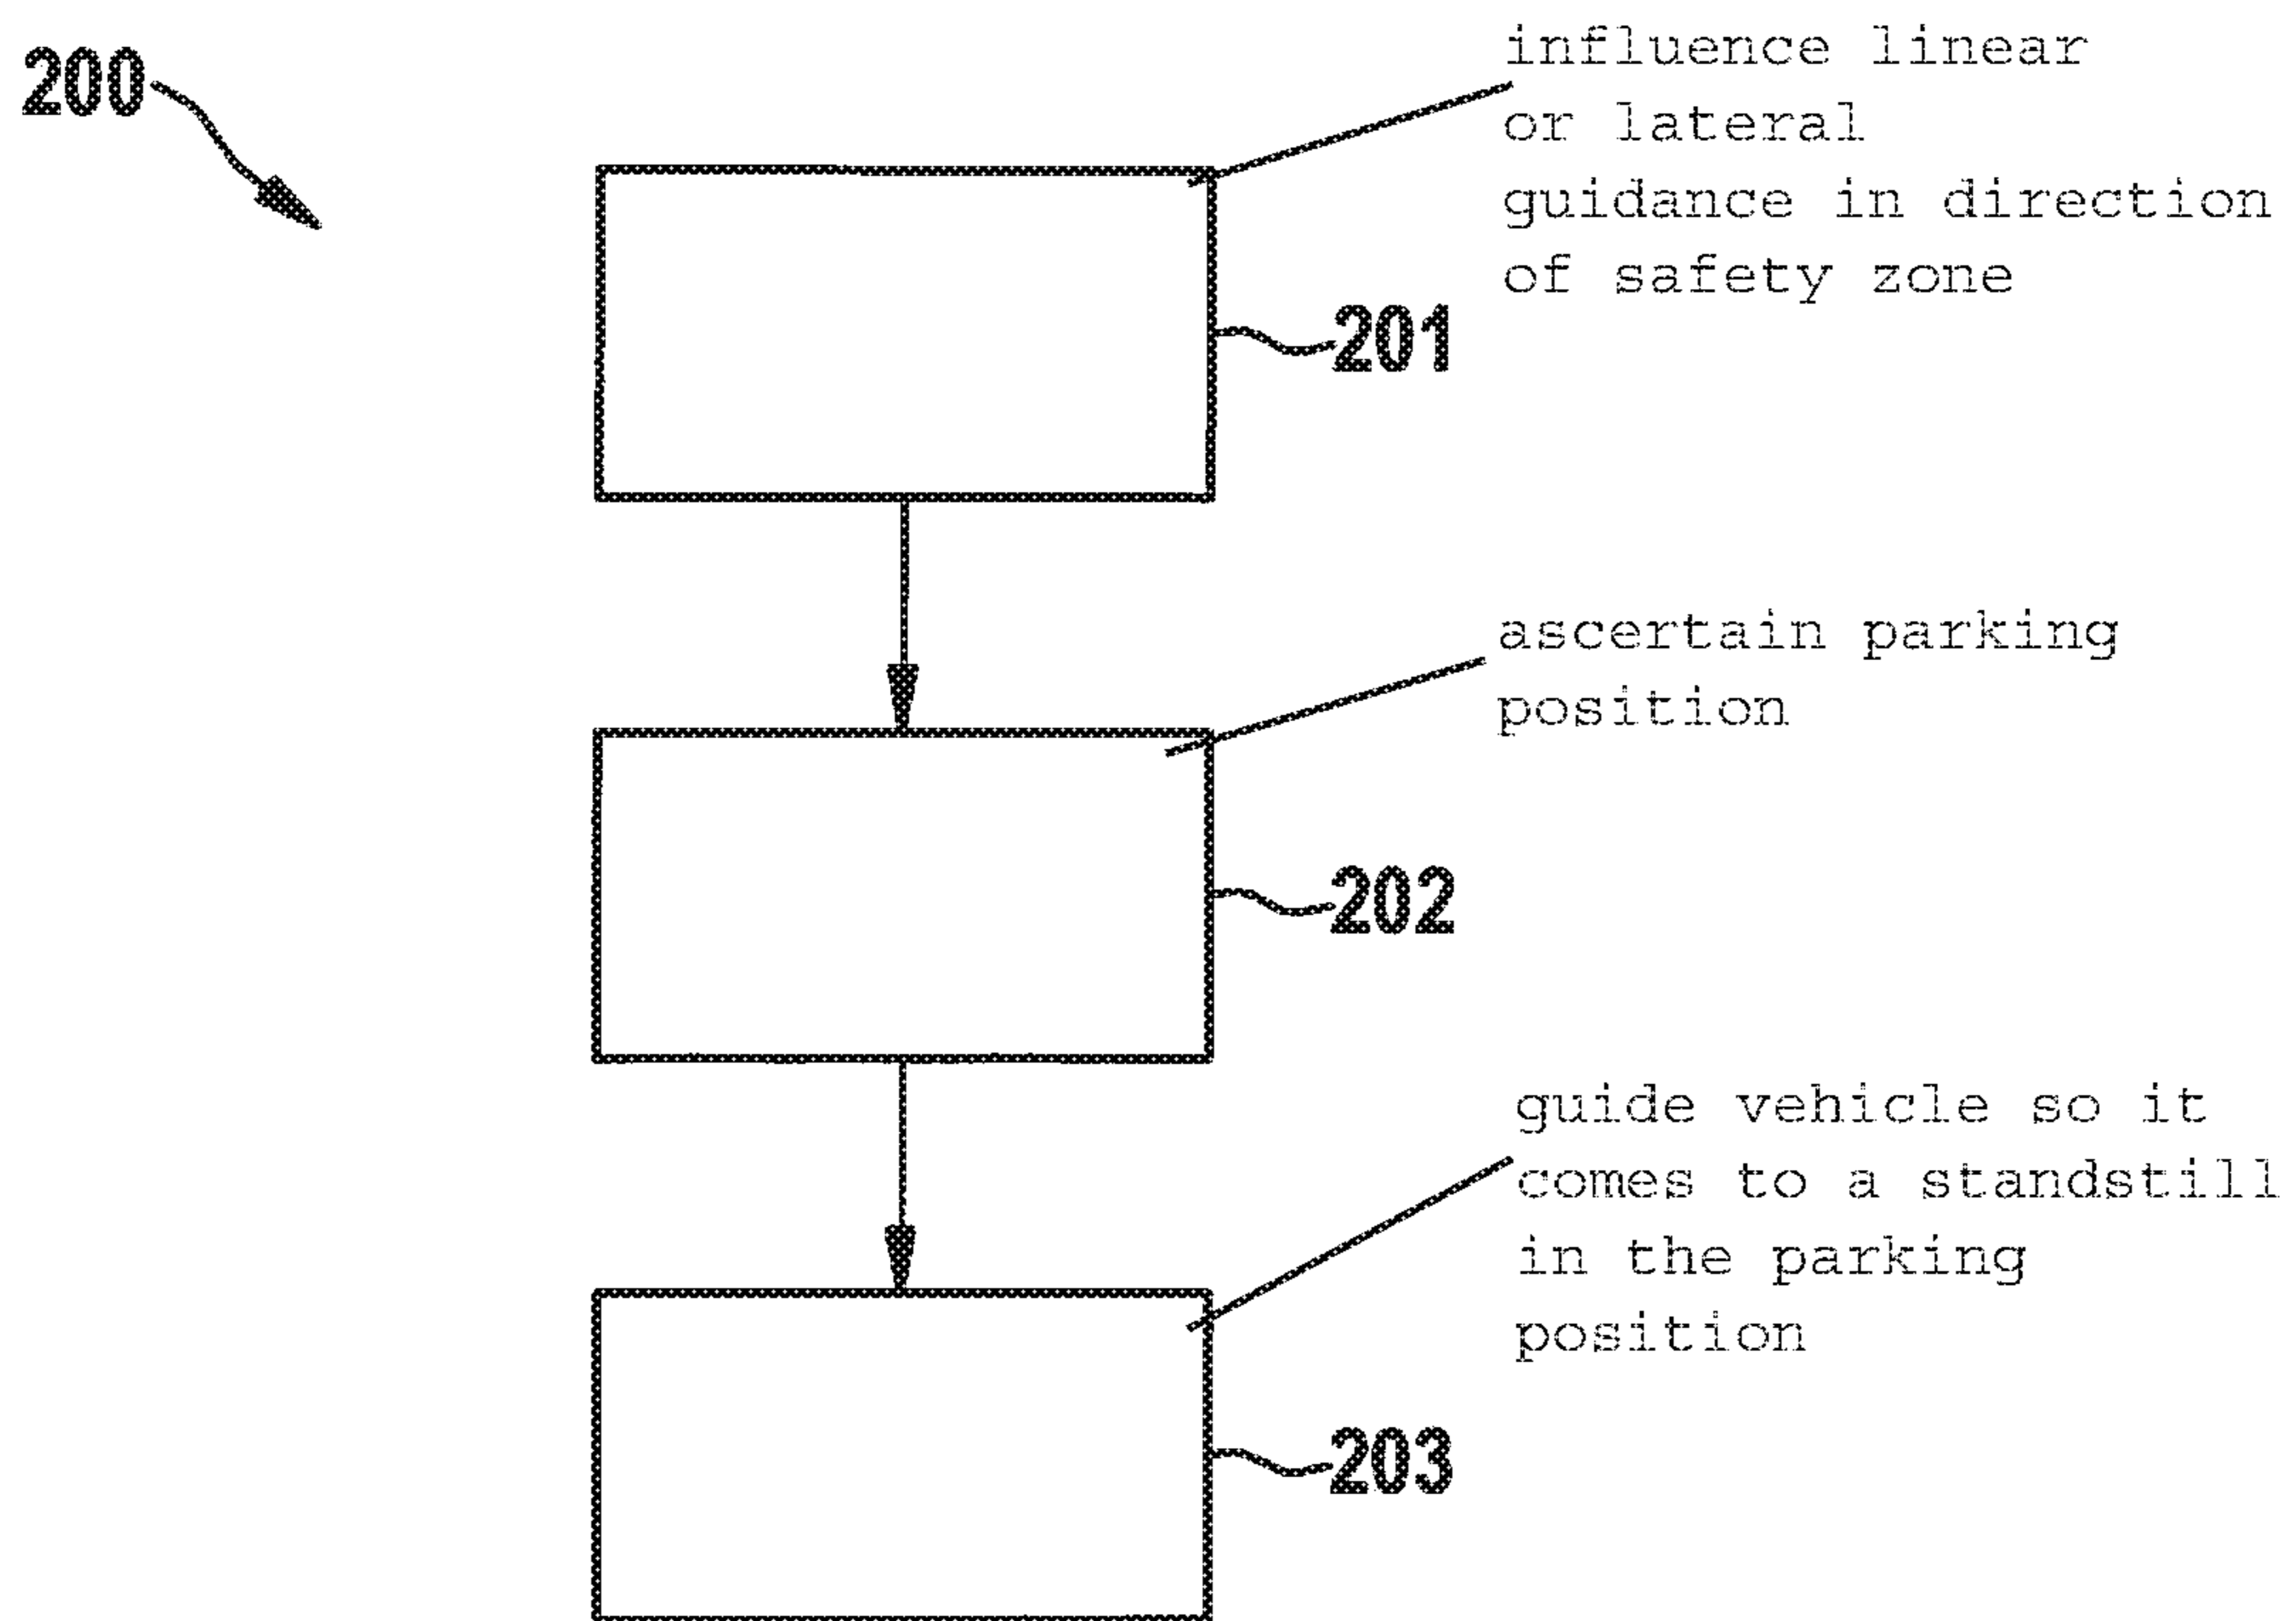 200
influence linear
or lateral
guidance in direction
of safety zone
201
ascertain parking
position
202
guide vehicle so it
comes to a standstill
in the parking
position
203